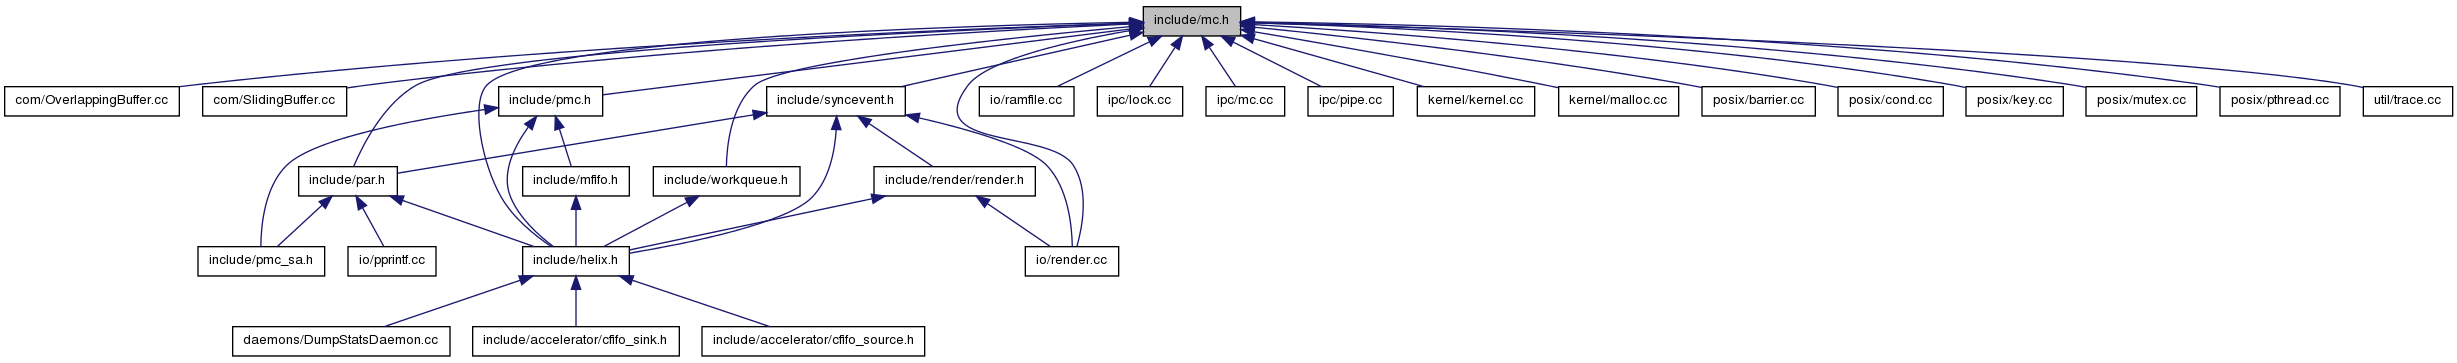 include/mc.h
com/OverlappingBuffer.cc
com/SlidingBuffer.cc
include/pmc.h
include/syncevent.h
io/ramfile.cc
ipc/lock.cc
ipc/mc.cc
ipc/pipe.cc
kernel/kernel.cc
kernel/malloc.cc
posix/barrier.cc
posix/cond.cc
posix/key.cc
posix/mutex.cc
posix/pthread.cc
util/trace.cc
include/par.h
include/mfifo.h
include/workqueue.h
include/render/render.h
include/pmc_sa.h
io/pprintf.cc
include/helix.h
io/render.cc
daemons/DumpStatsDaemon.cc
include/accelerator/cfifo_sink.h
include/accelerator/cfifo_source.h